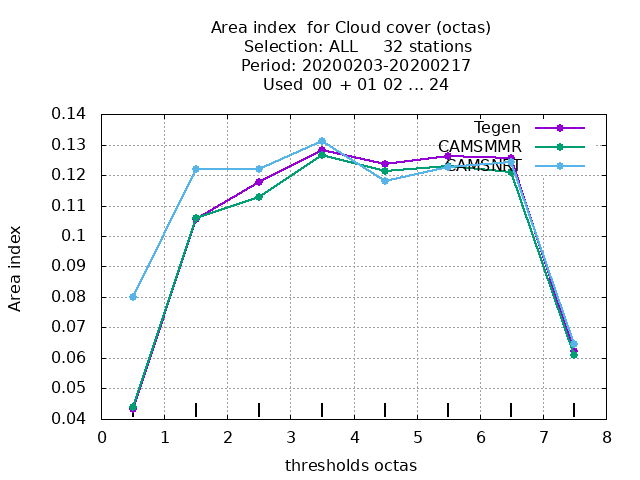 Area index  for Cloud cover (octas)
Selection: ALL     32 stations
Period: 20200203-20200217
Used  00 + 01 02 ... 24
Tegen
CAMSMMR
CAMSNRT
0.14
0.13
0.12
0.11
0.1
0.09
0.08
0.07
0.06
0.05
0.04
Area index
0 1 2 3 4 5 6 7 8
thresholds octas